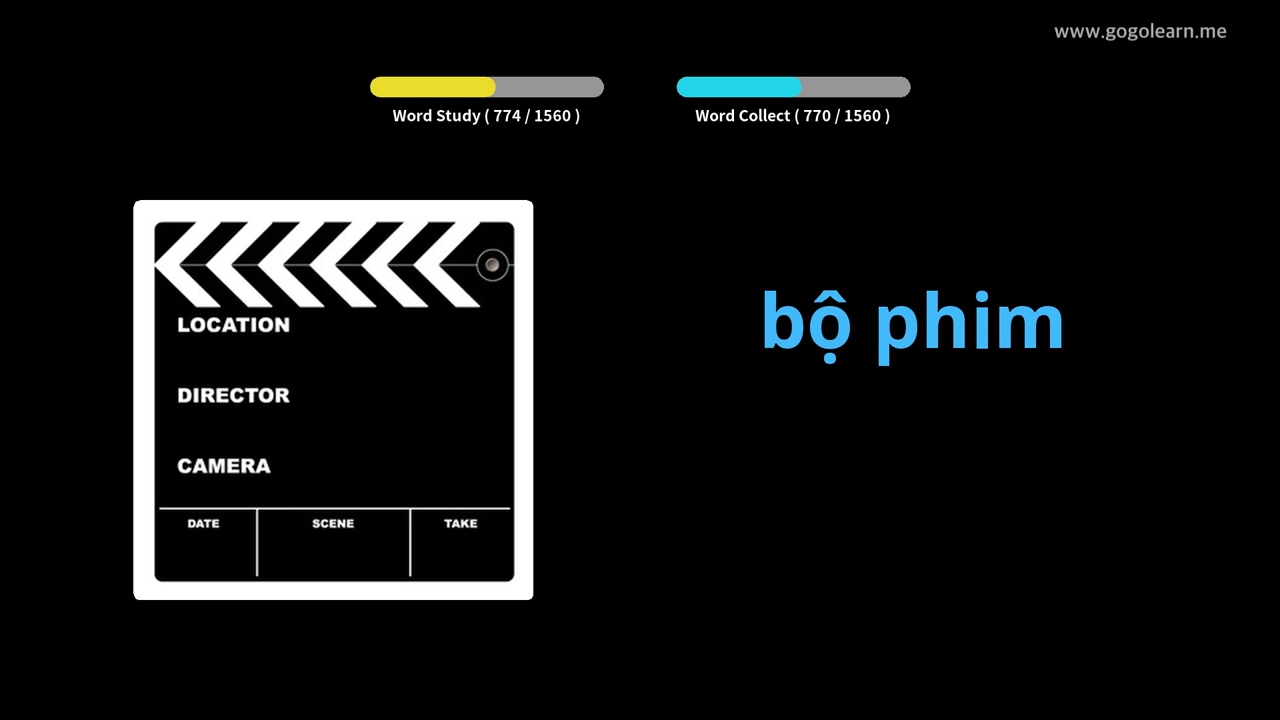 www.gogolearn.me
Word Study ( 774 / 1560 )
Word Collect ( 770 / 1560 )
LOCATION
DIRECTOR
CAMERA
DATE
SCENE
TAKE
bộ phim